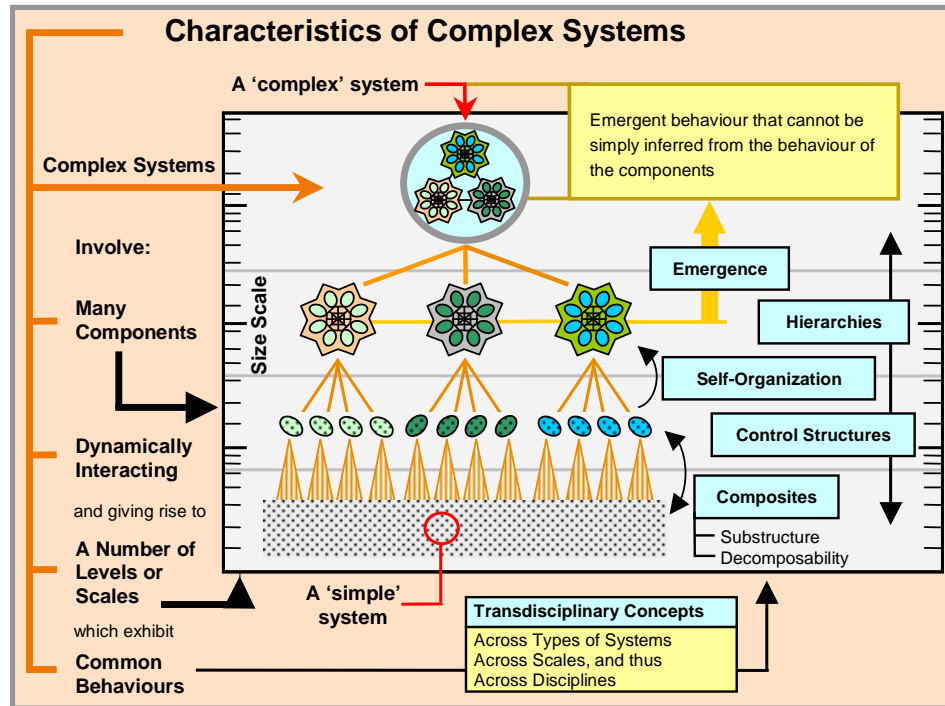 Characteristics of Complex Systems
A ‘complex’ system
Emergent behaviour that cannot be
simply inferred from the behaviour of
the components
Complex Systems
Involve:
Many
Components
Dynamically
Interacting
and giving rise to
A Number of
Levels or
Scales
which exhibit
Common
Behaviours
Size Scale
Emergence
Hierarchies
Self-Organization
Control Structures
Composites
Substructure
Decomposability
A ‘simple’
system
Transdisciplinary Concepts
Across Types of Systems
Across Scales, and thus
Across Disciplines